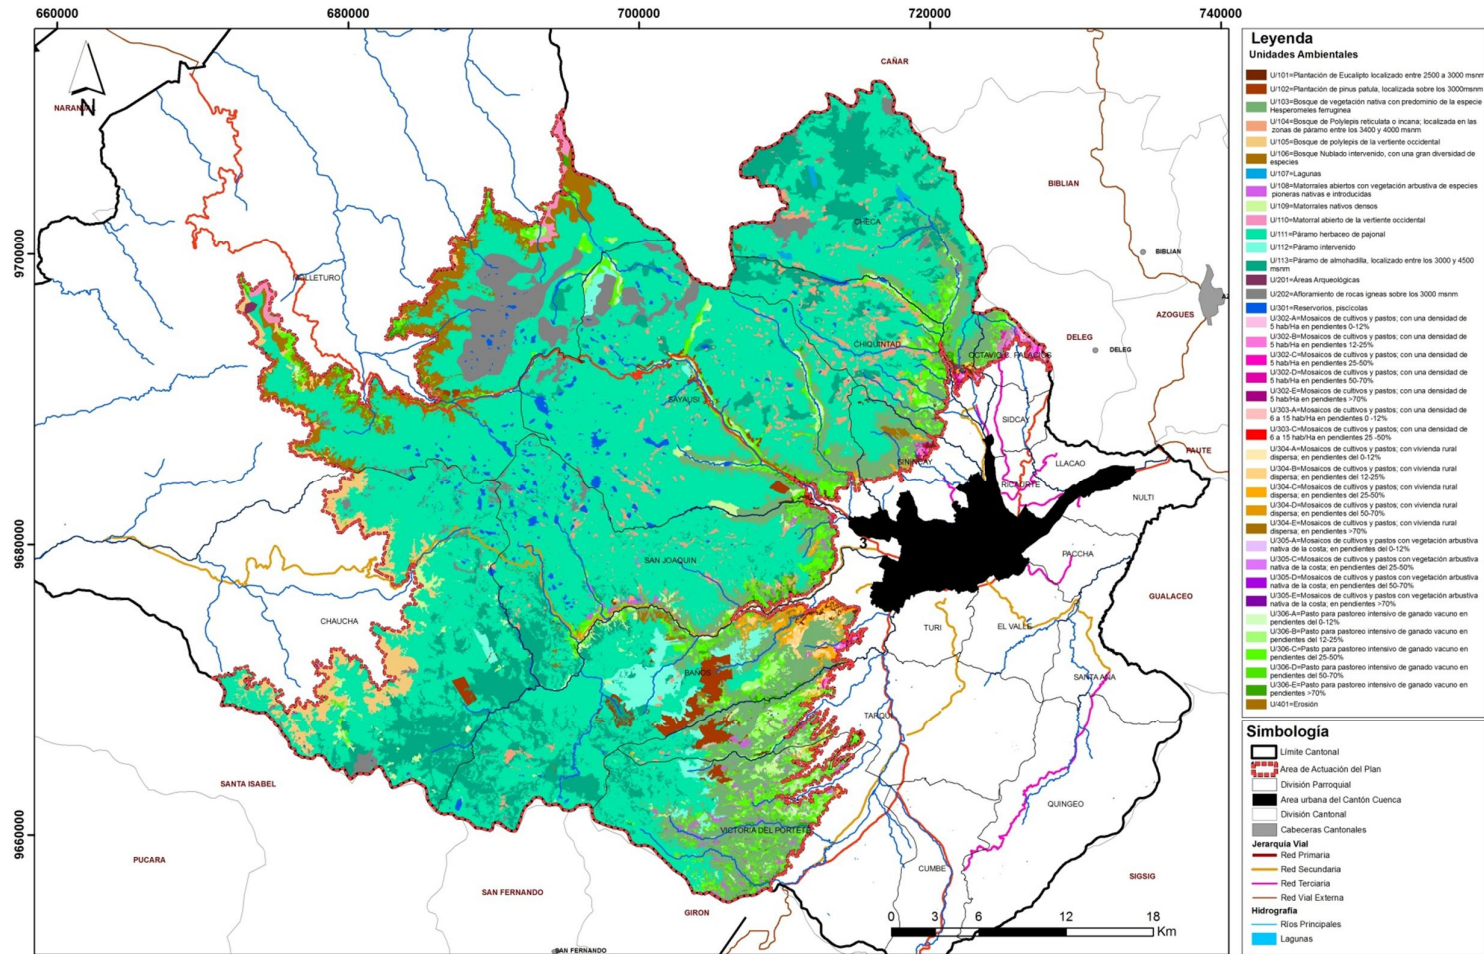 660000
680000
700000
720000
740000
9700000
9680000
9660000
N
CAÑAR
BIBLIAN
BIBLIAN
AZOGUES
DELEG
DELEG
PAUTE
GUALACEO
SIGSIG
GIRON
SAN FERNANDO
SAN FERNANDO
SANTA ISABEL
PUCARA
MOLLETURO
CHECA
CHIQUINTAD
OCTAVIO C. PALACIOS
SAYAUSI
SIDCAY
SININCAY
LLACAO
RICAURTE
NULTI
PACCHA
3
SAN JOAQUIN
CHAUCHA
TURI
EL VALLE
BAÑOS
SANTA ANA
TARQUI
QUINGEO
VICTORIA DEL PORTETE
CUMBE
0 3 6 12 18
Km
Leyenda
Unidades Ambientales
U/101=Plantación de Eucalipto localizado entre 2500 a 3000 msnm
U/102=Plantación de pinus patula, localizada sobre los 3000msnm
U/103=Bosque de vegetación nativa con predominio de la especie
Hesperomeles ferruginea
U/104=Bosque de Polylepis reticulata o incana; localizada en las
zonas de páramo entre los 3400 y 4000 msnm
U/105=Bosque de polylepis de la vertiente occidental
U/106=Bosque Nublado intervenido, con una gran diversidad de
especies
U/107=Lagunas
U/108=Matorrales abiertos con vegetación arbustiva de especies
pioneras nativas e introducidas
U/109=Matorrales nativos densos
U/110=Matorral abierto de la vertiente occidental
U/111=Páramo herbaceo de pajonal
U/112=Páramo intervenido
U/113=Páramo de almohadilla, localizado entre los 3000 y 4500
msnm
U/201=Áreas Arqueológicas
U/202=Afloramiento de rocas igneas sobre los 3000 msnm
U/301=Reservorios, piscícolas
U/302-A=Mosaicos de cultivos y pastos; con una densidad de
5 hab/Ha en pendientes 0-12%
U/302-B=Mosaicos de cultivos y pastos; con una densidad de
5 hab/Ha en pendientes 12-25%
U/302-C=Mosaicos de cultivos y pastos; con una densidad de
5 hab/Ha en pendientes 25-50%
U/302-D=Mosaicos de cultivos y pastos; con una densidad de
5 hab/Ha en pendientes 50-70%
U/302-E=Mosaicos de cultivos y pastos; con una densidad de
5 hab/Ha en pendientes >70%
U/303-A=Mosaicos de cultivos y pastos; con una densidad de
6 a 15 hab/Ha en pendientes 0 -12%
U/303-C=Mosaicos de cultivos y pastos; con una densidad de
6 a 15 hab/Ha en pendientes 25 -50%
U/304-A=Mosaicos de cultivos y pastos; con vivienda rural
dispersa; en pendientes del 0-12%
U/304-B=Mosaicos de cultivos y pastos; con vivienda rural
dispersa; en pendientes del 12-25%
U/304-C=Mosaicos de cultivos y pastos; con vivienda rural
dispersa; en pendientes del 25-50%
U/304-D=Mosaicos de cultivos y pastos; con vivienda rural
dispersa; en pendientes del 50-70%
U/304-E=Mosaicos de cultivos y pastos; con vivienda rural
dispersa; en pendientes >70%
U/305-A=Mosaicos de cultivos y pastos con vegetación arbustiva
nativa de la costa; en pendientes del 0-12%
U/305-C=Mosaicos de cultivos y pastos con vegetación arbustiva
nativa de la costa; en pendientes del 25-50%
U/305-D=Mosaicos de cultivos y pastos con vegetación arbustiva
nativa de la costa; en pendientes del 50-70%
U/305-E=Mosaicos de cultivos y pastos con vegetación arbustiva
nativa de la costa; en pendientes >70%
U/306-A=Pasto para pastoreo intensivo de ganado vacuno en
pendientes del 0-12%
U/306-B=Pasto para pastoreo intensivo de ganado vacuno en
pendientes del 12-25%
U/306-C=Pasto para pastoreo intensivo de ganado vacuno en
pendientes del 25-50%
U/306-D=Pasto para pastoreo intensivo de ganado vacuno en
pendientes del 50-70%
U/306-E=Pasto para pastoreo intensivo de ganado vacuno en
pendientes >70%
U/401=Erosión
Simbología
Límite Cantonal
Area de Actuación del Plan
División Parroquial
Area urbana del Cantón Cuenca
División Cantonal
Cabeceras Cantonales
Jerarquía Vial
Red Primaria
Red Secundaria
Red Terciaria
Red Vial Externa
Hidrografía
Ríos Principales
Lagunas